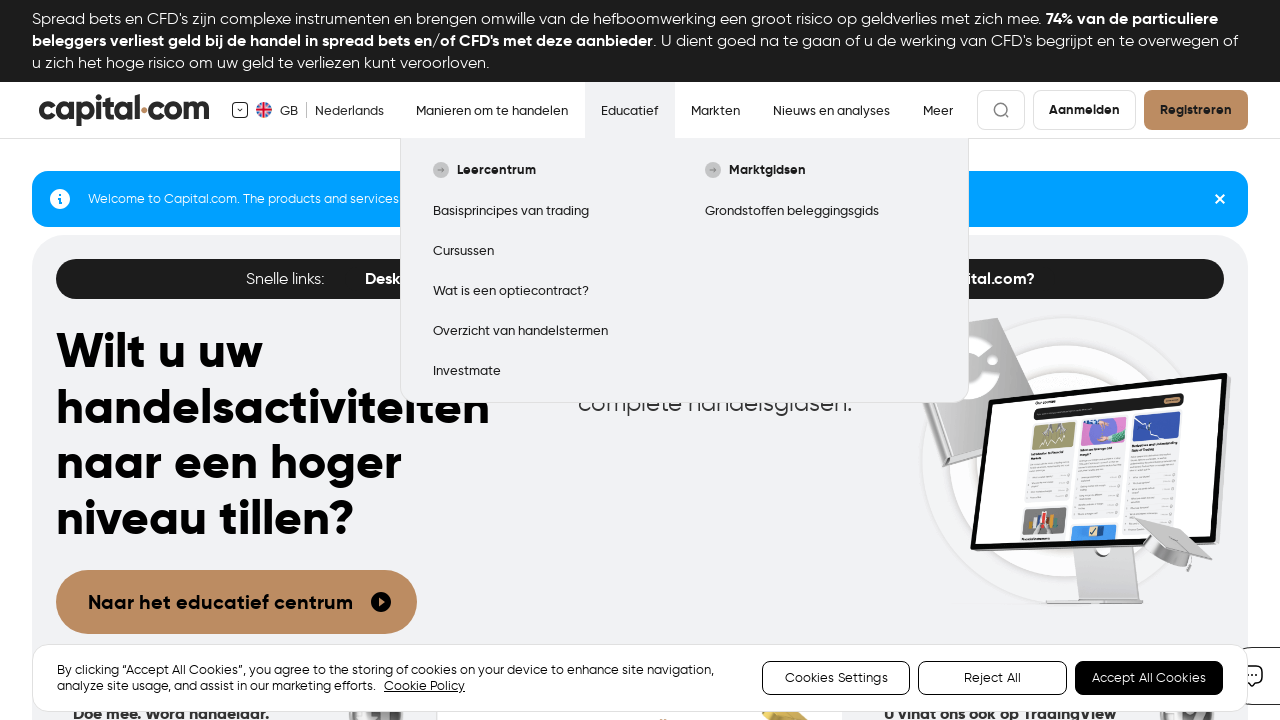 Spread bets en CFD's zijn complexe instrumenten en brengen omwille van de hefboomwerking een groot risico op geldverlies met zich mee. 74% van de particuliere
beleggers verliest geld bij de handel in spread bets en/of CFD's met deze aanbieder. U dient goed na te gaan of u de werking van CFD's begrijpt en te overwegen of
u zich het hoge risico om uw geld te verliezen kunt veroorloven.
capital.com
GB
Nederlands
Manieren om te handelen
Educatief
Markten
Nieuws en analyses
Meer
Aanmelden
Registreren
Leercentrum
Marktgidsen
Welcome to Capital.com. The products and services
Basisprincipes van trading
Grondstoffen beleggingsgids
Cursussen
Snelle links:
Desk
ital.com?
Wat is een optiecontract?
Overzicht van handelstermen
Investmate
Wilt u uw
handelsactiviteiten
naar een hoger
niveau tillen?
complete handelsgidsen.
Naar het educatief centrum
By clicking “Accept All Cookies”, you agree to the storing of cookies on your device to enhance site navigation,
analyze site usage, and assist in our marketing efforts. Cookie Policy
Cookies Settings
Reject All
Accept All Cookies
Doe mee. Word handelaar.
U vindt ons ook op TradingView